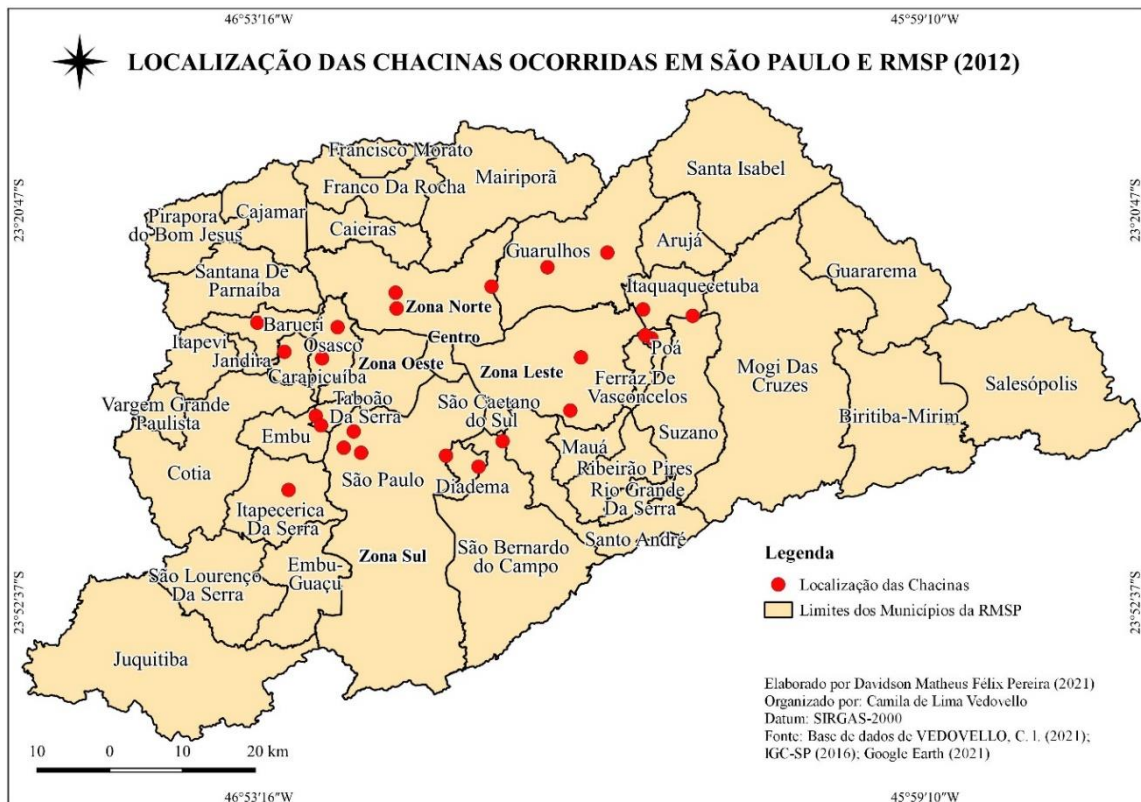 46°53'16"W
45°59'10"W
LOCALIZAÇÃO DAS CHACINAS OCORRIDAS EM SÃO PAULO E RMSP (2012)
23°20'47"S
23°20'47"S
Francisco Morato
Franco Da Rocha
Mairiporã
Santa Isabel
Pirapora
do Bom Jesus
Cajamar
Caieiras
Guarulhos
Arujá
Guararema
Santana De
Parnaíba
Itaquaquecetuba
Zona Norte
Barueri
Osasco
Centro
Itapevi
Jandira
Carapicuíba
Zona Oeste
Zona Leste
Poá
Ferraz De
Vasconcelos
Mogi Das
Cruzes
Salesópolis
Biritiba-Mirim
Vargem Grande
Paulista
Taboão
Da Serra
São Caetano
do Sul
Embu
Cotia
São Paulo
Mauá
Suzano
Ribeirão Pires
Rio Grande
Da Serra
Diadema
Itapecerica
Da Serra
Santo André
Zona Sul
São Bernardo
do Campo
São Lourenço
Da Serra
Embu-
Guaçu
Juquitiba
Legenda
Localização das Chacinas
Limites dos Municípios da RMSP
23°52'37"S
23°52'37"S
Elaborado por Davidson Matheus Félix Pereira (2021)
Organizado por: Camila de Lima Vedovello
Datum: SIRGAS-2000
Fonte: Base de dados de VEDOVELLO, C. l. (2021);
IGC-SP (2016); Google Earth (2021)
10 0 10 20 km
46°53'16"W
45°59'10"W